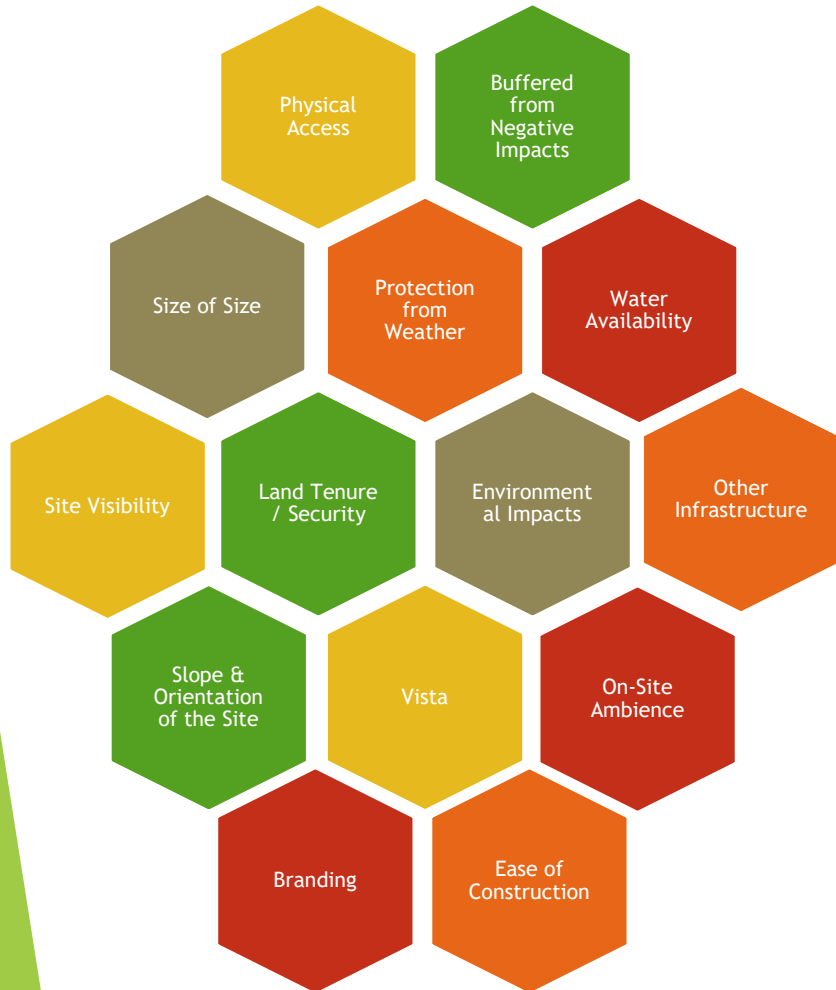 Physical
Access
Buffered
from
Negative
Impacts
Size of Size
Protection
from
Weather
Water
Availability
Site Visibility
Land Tenure
/ Security
Environment
al Impacts
Other
Infrastructure
Slope &
Orientation
of the Site
Vista
On-Site
Ambience
Branding
Ease of
Construction